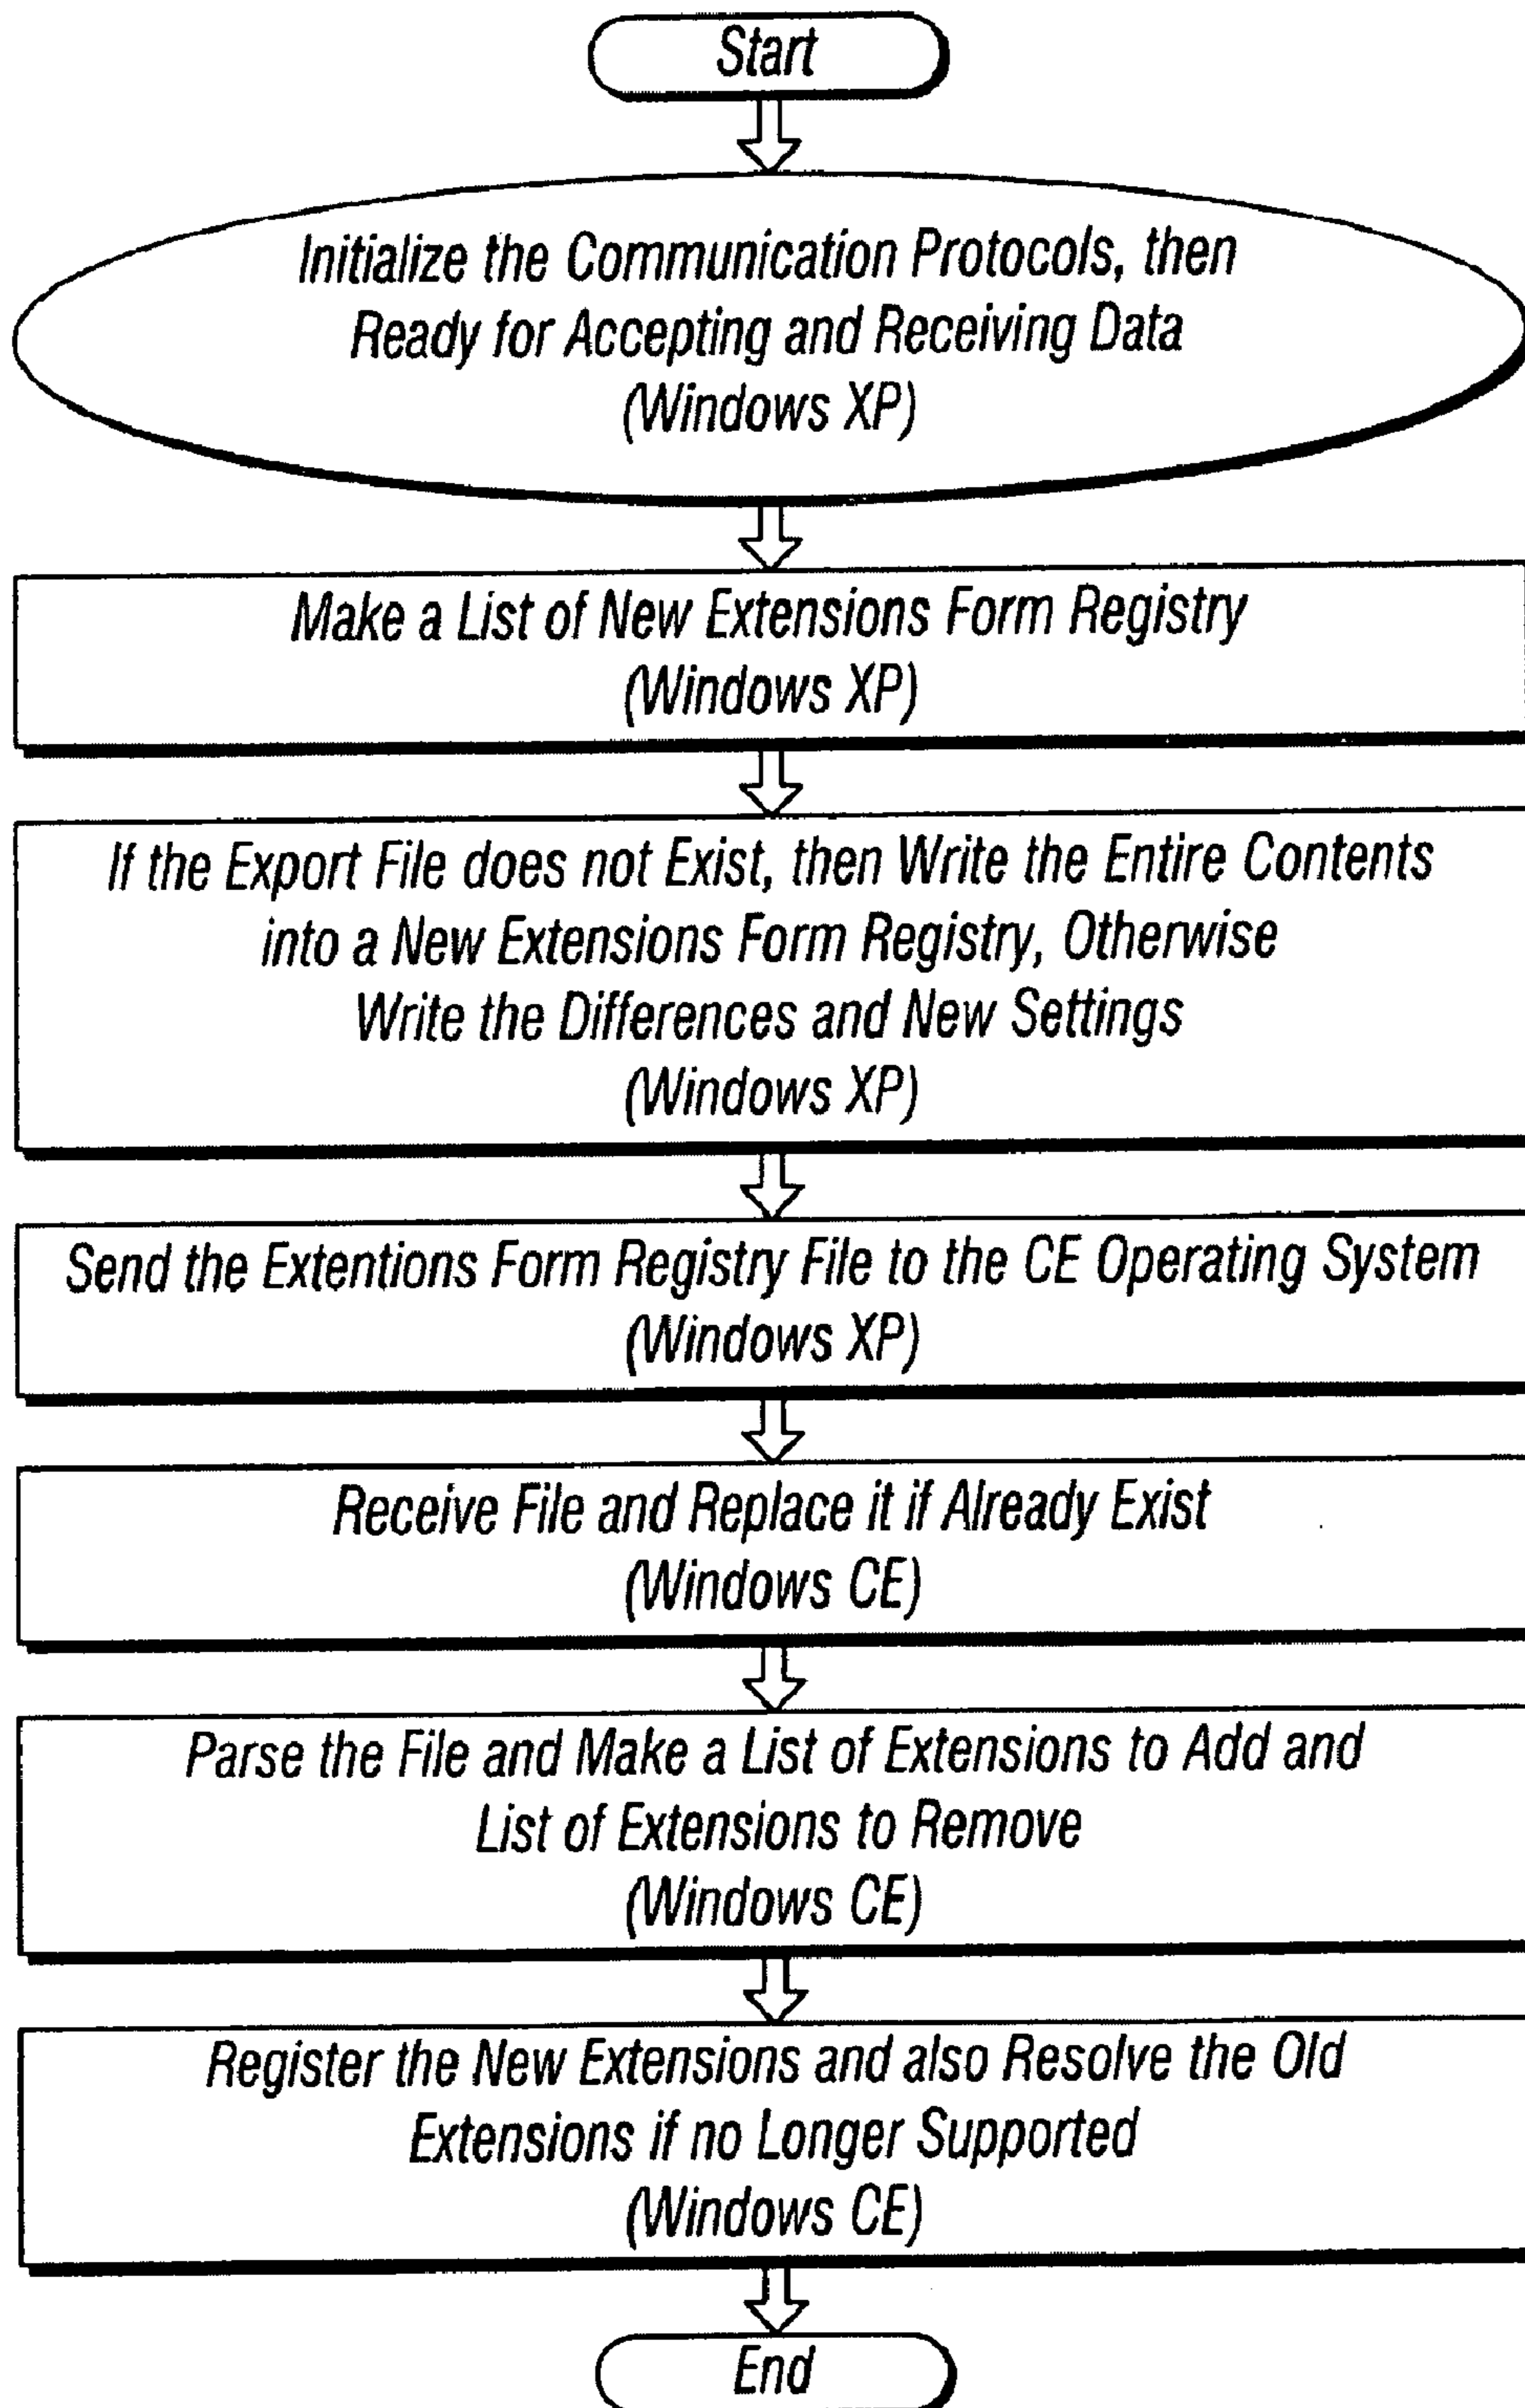 Start
Initialize the Communication Protocols, then
Ready for Accepting and Receiving Data
(Windows XP)
Make a List of New Extensions Form Registry
(Windows XP)
If the Export File does not Exist, then Write the Entire Contents
into a New Extensions Form Registry, Otherwise
Write the Differences and New Settings
(Windows XP)
Send the Extentions Form Registry File to the CE Operating System
(Windows XP)
Receive File and Replace it if Already Exist
(Windows CE)
Parse the File and Make a List of Extensions to Add and
List of Extensions to Remove
(Windows CE)
Register the New Extensions and also Resolve the Old
Extensions if no Longer Supported
(Windows CE)
End